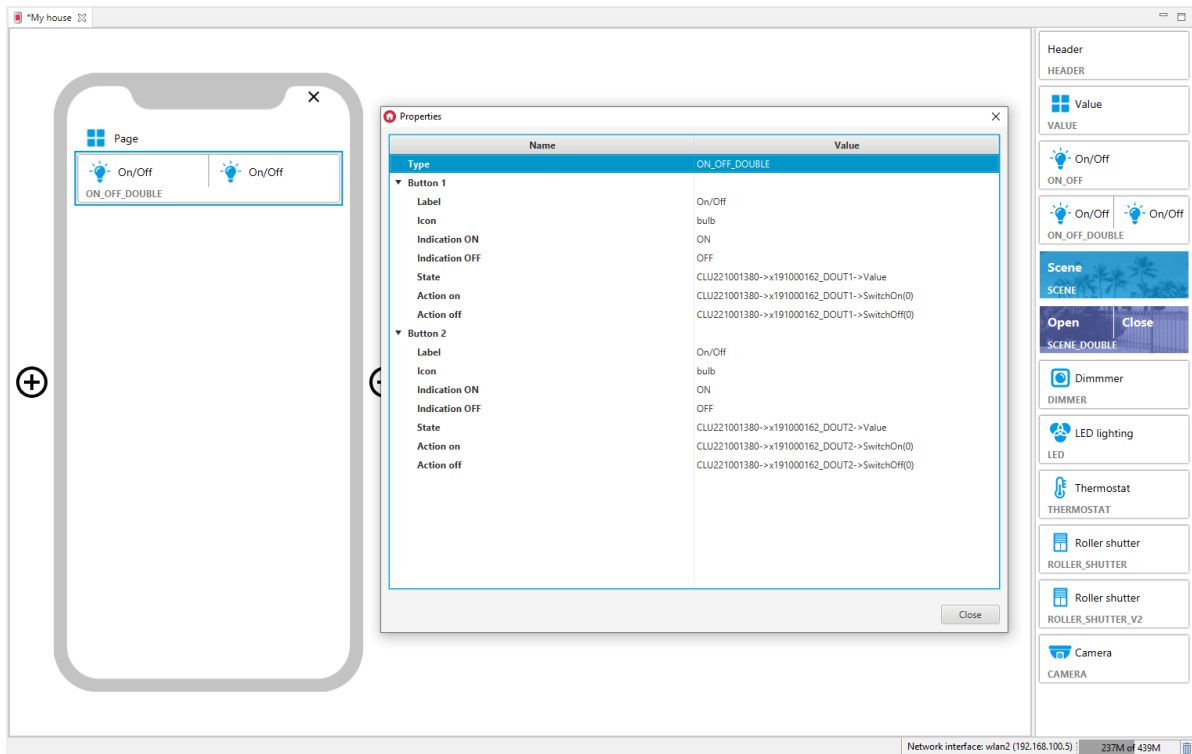 *My house
Page
On/Off On/Off
ON_OFF_DOUBLE
Properties
Name Value
Type ON_OFF_DOUBLE
Button 1
Label On/Off
Icon bulb
Indication ON ON
Indication OFF OFF
State CLU221001380->x191000162_DOUT1->Value
Action on CLU221001380->x191000162_DOUT1->SwitchOn(0)
Action off CLU221001380->x191000162_DOUT1->SwitchOff(0)
Button 2
Label On/Off
Icon bulb
Indication ON ON
Indication OFF OFF
State CLU221001380->x191000162_DOUT2->Value
Action on CLU221001380->x191000162_DOUT2->SwitchOn(0)
Action off CLU221001380->x191000162_DOUT2->SwitchOff(0)
Close
Header
HEADER
Value
VALUE
On/Off
ON_OFF
On/Off On/Off
ON_OFF_DOUBLE
Scene
SCENE
Open Close
SCENE_DOUBLE
Dimmmer
DIMMER
LED lighting
LED
Thermostat
THERMOSTAT
Roller shutter
ROLLER_SHUTTER
Roller shutter
ROLLER_SHUTTER_V2
Camera
CAMERA
Network interface: wlan2 (192.168.100.5) 237M of 439M